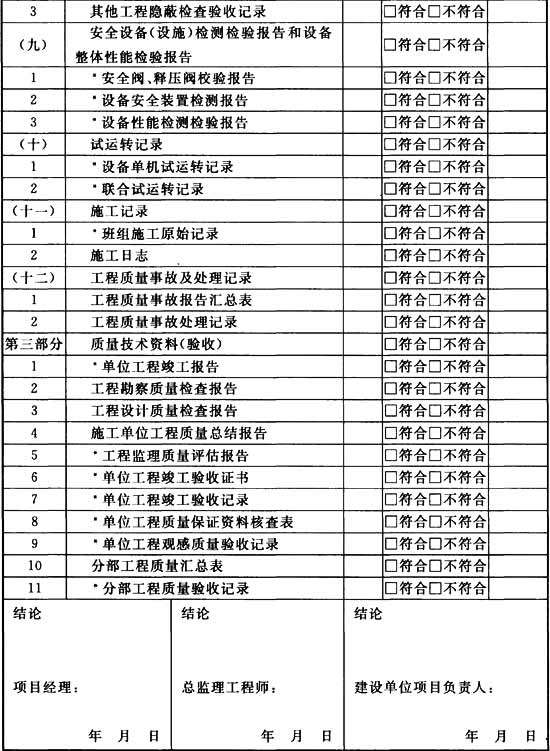 3 其他工程隐蔽检查验收记录 □符合□不符合
(九) 安全设备(设施)检测检验报告和设备 □符合□不符合
整体性能检验报告
1 *安全阀、释压阀校验报告 □符合□不符合
2 *设备安全装置检测报告 □符合□不符合
3 *设备性能检测检验报告 □符合□不符合
(十) 试运转记录 □符合□不符合
1 *设备单机试运转记录 □符合□不符合
2 *联合试运转记录 □符合□不符合
(十一) 施工记录 □符合□不符合
1 *班组施工原始记录 □符合□不符合
2 施工日志 □符合□不符合
(十二) 工程质量事故及处理记录 □符合□不符合
1 工程质量事故报告汇总表 □符合□不符合
2 工程质量事故处理记录 □符合□不符合
第三部分 质量技术资料(验收) □符合□不符合
1 *单位工程竣工报告 □符合□不符合
2 工程勘察质量检查报告 □符合□不符合
3 工程设计质量检查报告 □符合□不符合
4 施工单位工程质量总结报告 □符合□不符合
5 *工程监理质量评估报告 □符合□不符合
6 *单位工程竣工验收证书 □符合□不符合
7 *单位工程竣工验收记录 □符合□不符合
8 *单位工程质量保证资料核查表 □符合□不符合
9 *单位工程观感质量验收记录 □符合□不符合
10 分部工程质量汇总表 □符合□不符合
11 *分部工程质量验收记录 □符合□不符合
结论 结论 结论
项目经理: 总监理工程师: 建设单位项目负责人:
年 月 日 年 月 日 年 月 日